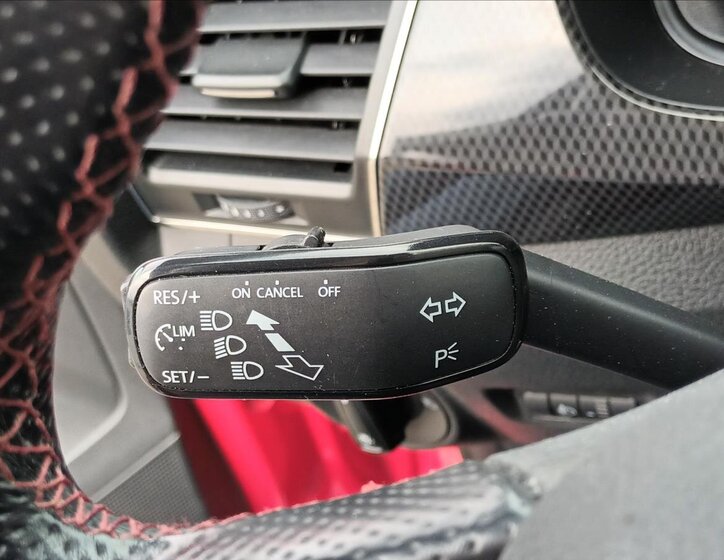 RES/+ ON CANCEL OFF
LIM
SET/− P